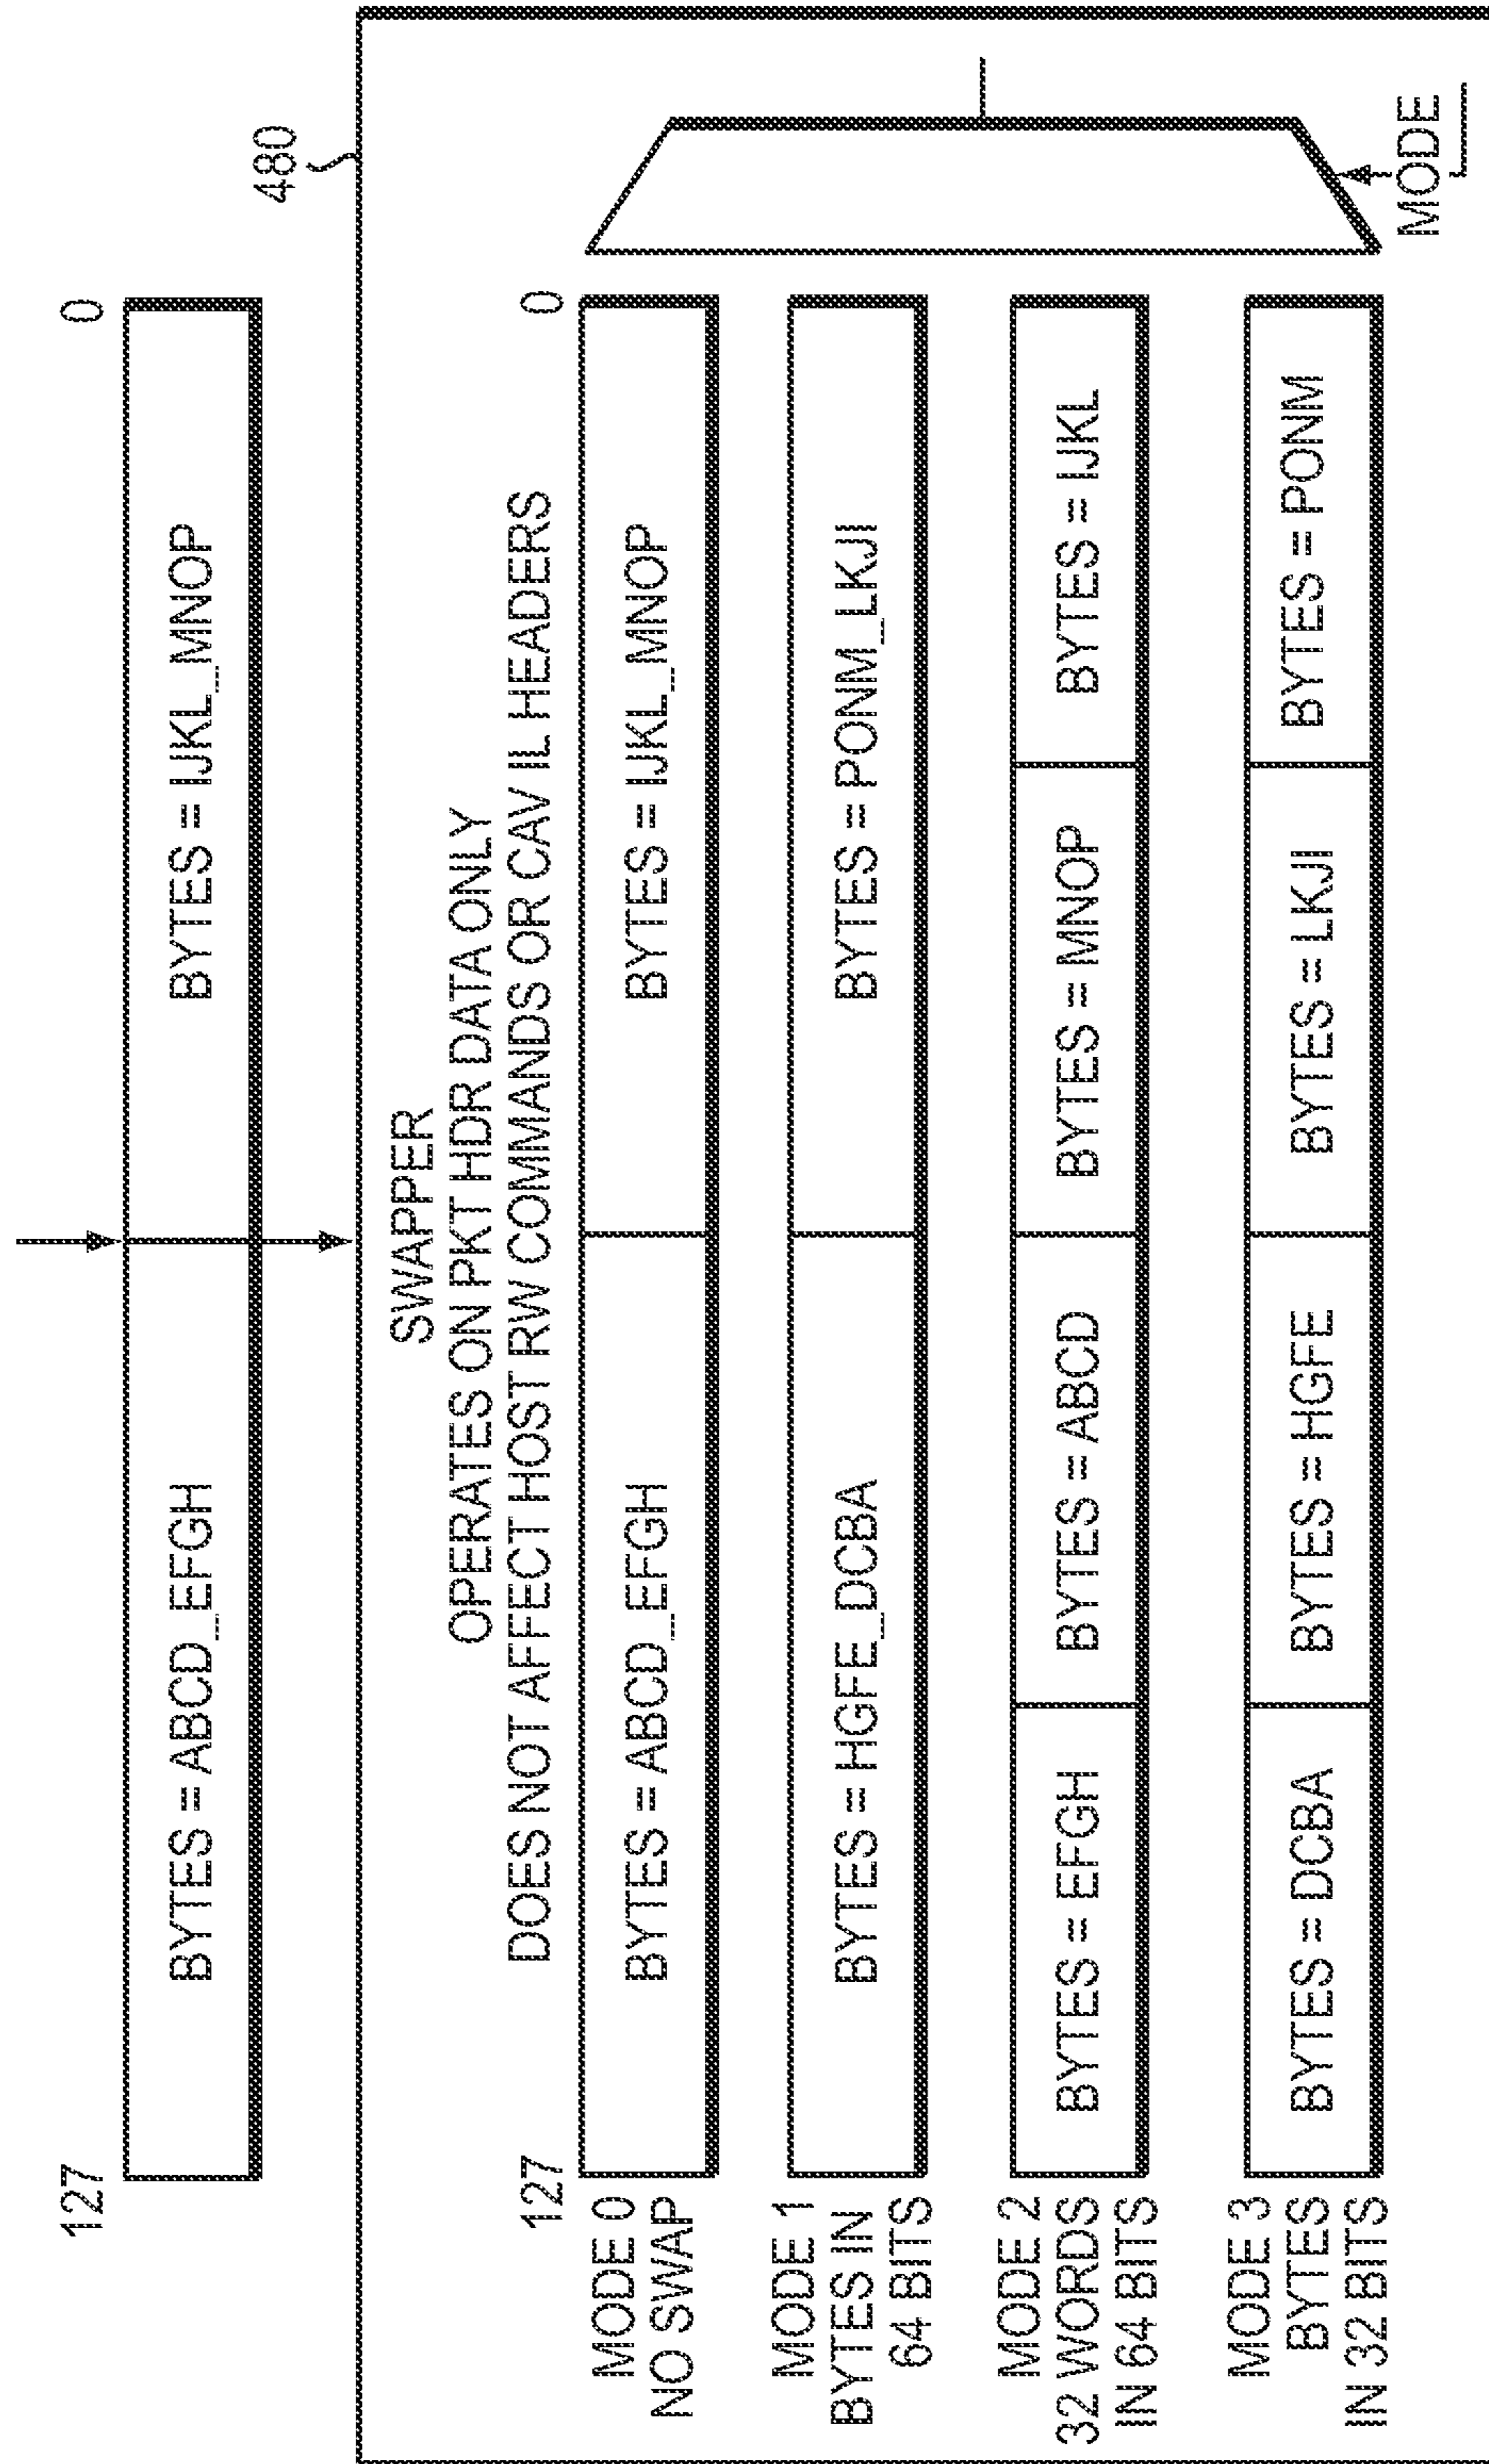 127
0
BYTES = ABCD_EFGH
BYTES = IJKL_MNOP
480
SWAPPER
OPERATES ON PKT HDR DATA ONLY
DOES NOT AFFECT HOST RW COMMANDS OR CAV IL HEADERS
127
0
MODE 0
NO SWAP
BYTES = ABCD_EFGH
BYTES = IJKL_MNOP
MODE 1
BYTES IN
64 BITS
BYTES = HGFE_DCBA
BYTES = PONM_LKJI
MODE 2
32 WORDS
IN 64 BITS
BYTES = EFGH
BYTES = ABCD
BYTES = MNOP
BYTES = IJKL
MODE 3
BYTES
IN 32 BITS
BYTES = DCBA
BYTES = HGFE
BYTES = LKJI
BYTES = PONM
MODE